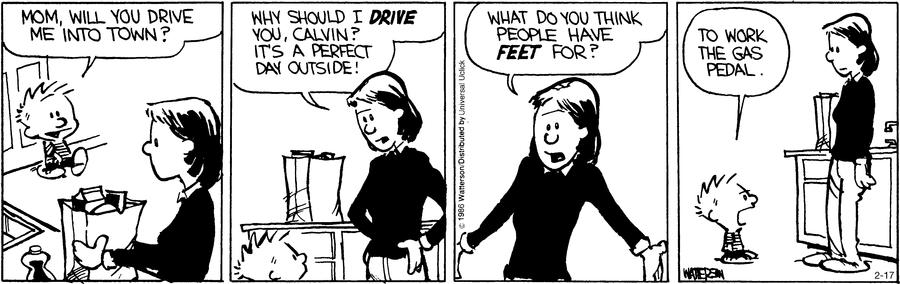 MOM, WILL YOU DRIVE
ME INTO TOWN?
WHY SHOULD I DRIVE
YOU, CALVIN?
IT'S A PERFECT
DAY OUTSIDE!
WHAT DO YOU THINK
PEOPLE HAVE
FEET FOR?
© 1986 Watterson/Distributed by Universal Uclick
TO WORK
THE GAS
PEDAL.
WATTERSON
2-17